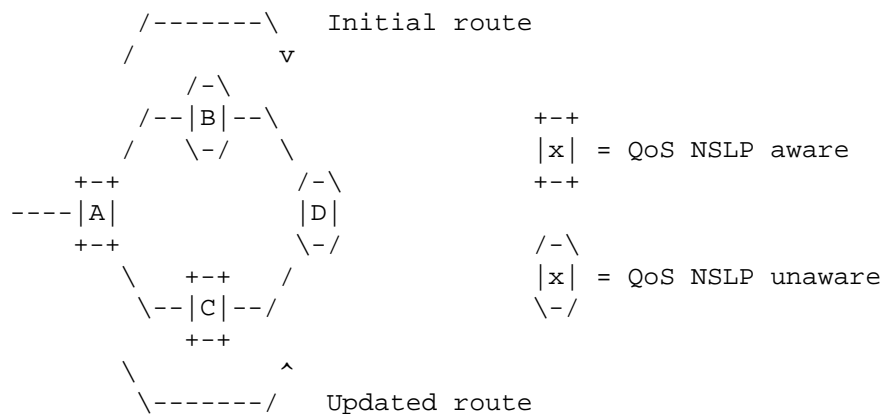 /-------\   Initial route
       /         v
           /-\
        /--|B|--\                 +-+
       /   \-/   \                |x| = QoS NSLP aware
    +-+           /-\             +-+
----|A|           |D|
    +-+           \-/             /-\
       \   +-+   /                |x| = QoS NSLP unaware
        \--|C|--/                 \-/
           +-+
       \         ^
        \-------/   Updated route